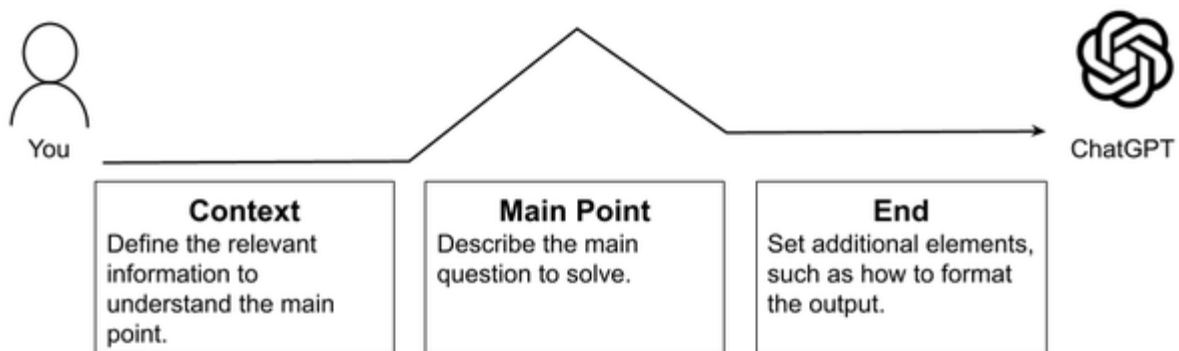 You
ChatGPT
Context
Define the relevant
information to
understand the main
point.
Main Point
Describe the main
question to solve.
End
Set additional elements,
such as how to format
the output.